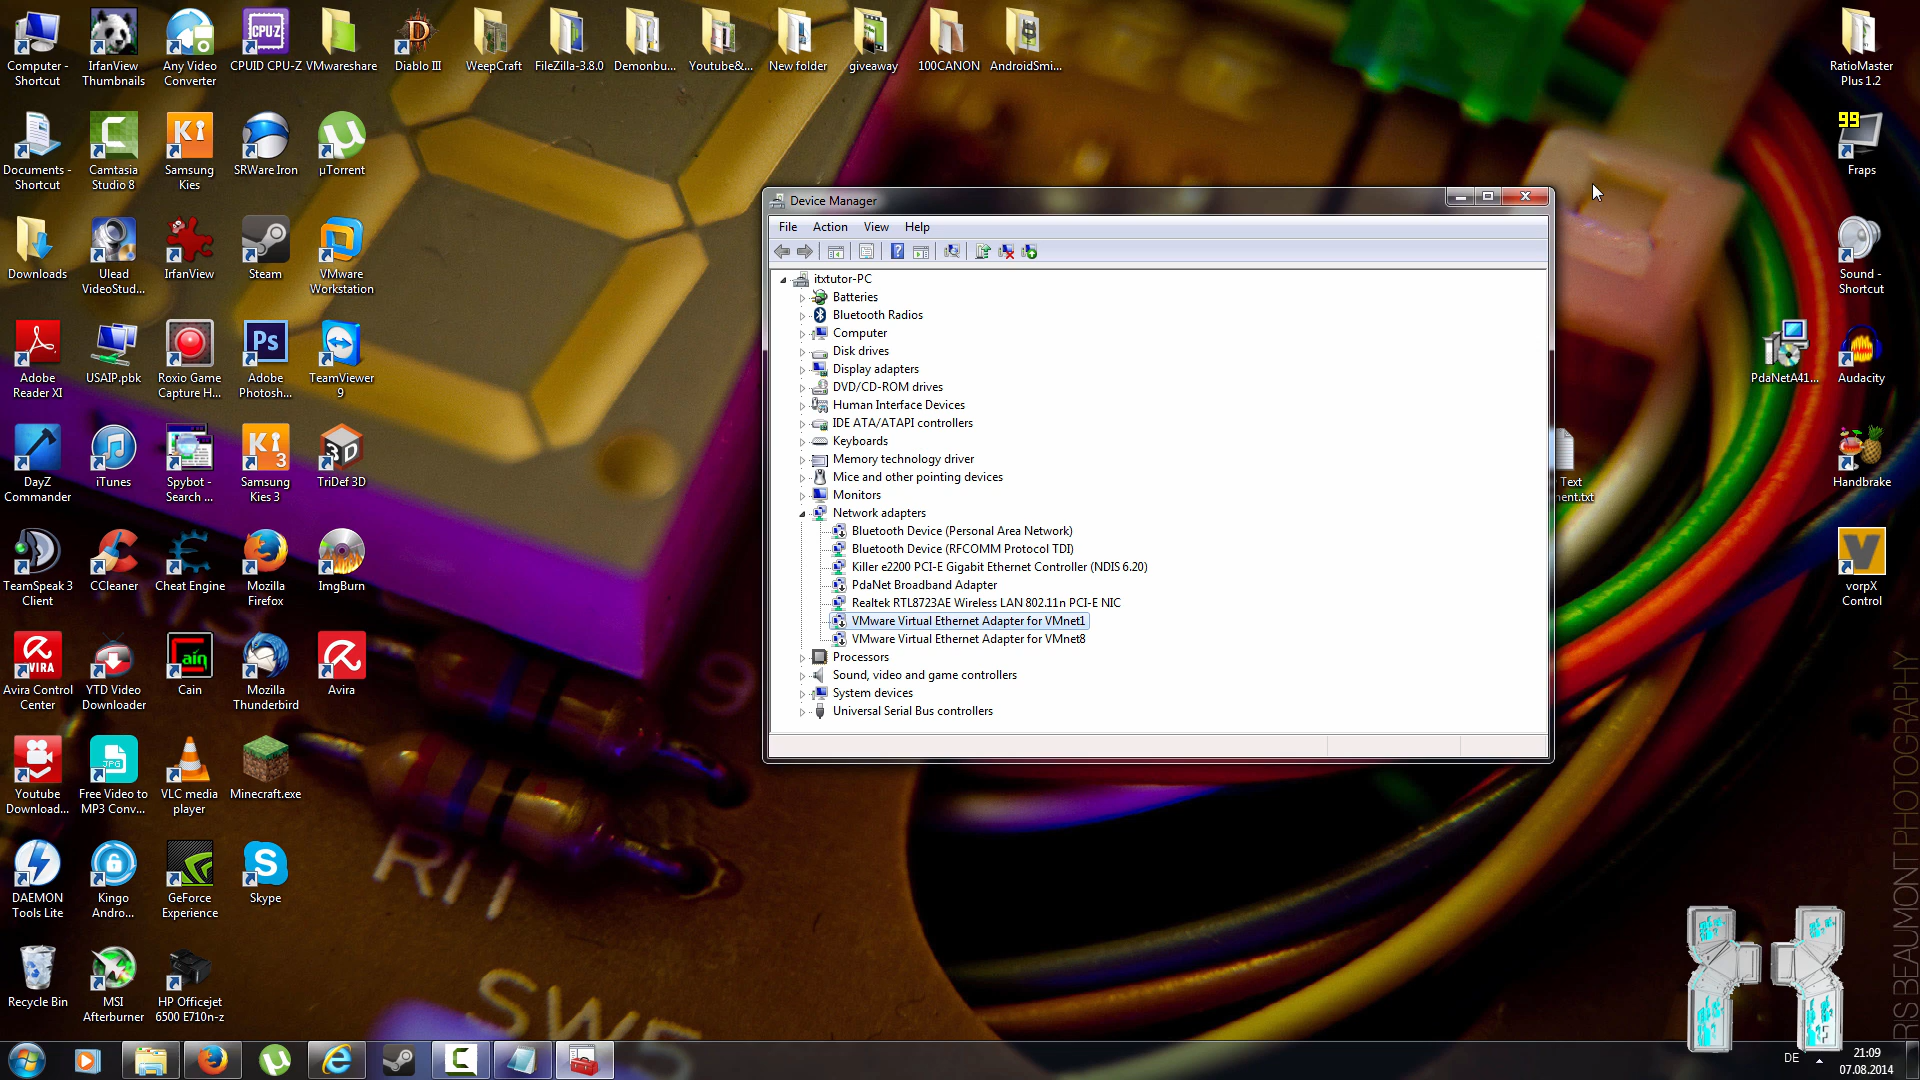 Computer - Shortcut
IrfanView Thumbnails
Any Video Converter
CPUID CPU-Z
VMwareshare
Diablo III
WeepCraft
FileZilla-3.8.0
Demonbu...
Youtube&...
New folder
giveaway
100CANON
AndroidSmi...
RatioMaster Plus 1.2
Documents - Shortcut
Camtasia Studio 8
Samsung Kies
SRWare Iron
µTorrent
99
Fraps
Downloads
Ulead VideoStud...
IrfanView
Steam
VMware Workstation
Sound - Shortcut
Adobe Reader XI
USAIP.pbk
Roxio Game Capture H...
Adobe Photosh...
TeamViewer 9
PdaNetA41...
Audacity
DayZ Commander
iTunes
Spybot - Search ...
Samsung Kies 3
TriDef 3D
Text
ent.txt
Handbrake
TeamSpeak 3 Client
CCleaner
Cheat Engine
Mozilla Firefox
ImgBurn
vorpX Control
Avira Control Center
YTD Video Downloader
Cain
Mozilla Thunderbird
Avira
Youtube Download...
Free Video to MP3 Conv...
VLC media player
Minecraft.exe
DAEMON Tools Lite
Kingo Andro...
GeForce Experience
Skype
Recycle Bin
MSI Afterburner
HP Officejet 6500 E710n-z
Device Manager
File Action View Help
itxtutor-PC
Batteries
Bluetooth Radios
Computer
Disk drives
Display adapters
DVD/CD-ROM drives
Human Interface Devices
IDE ATA/ATAPI controllers
Keyboards
Memory technology driver
Mice and other pointing devices
Monitors
Network adapters
Bluetooth Device (Personal Area Network)
Bluetooth Device (RFCOMM Protocol TDI)
Killer e2200 PCI-E Gigabit Ethernet Controller (NDIS 6.20)
PdaNet Broadband Adapter
Realtek RTL8723AE Wireless LAN 802.11n PCI-E NIC
VMware Virtual Ethernet Adapter for VMnet1
VMware Virtual Ethernet Adapter for VMnet8
Processors
Sound, video and game controllers
System devices
Universal Serial Bus controllers
R11
SW5
RS BEAUMONT PHOTOGRAPHY
DE
21:09
07.08.2014